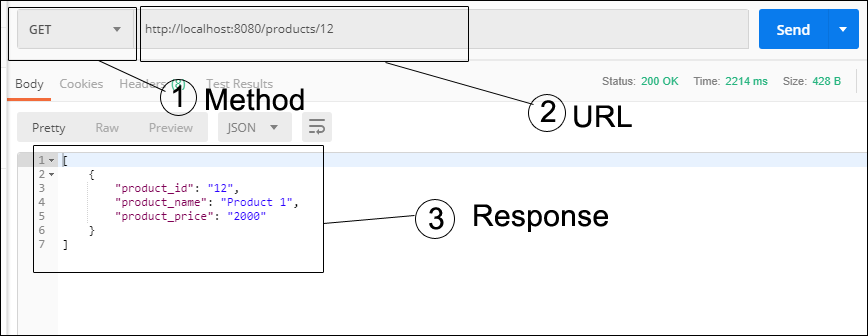 GET http://localhost:8080/products/12 Send
Body Cookies Headers (8) Test Results Status: 200 OK Time: 2214 ms Size: 428 B
1 Method
2 URL
Pretty Raw Preview JSON
1 [
2 {
3 "product_id": "12",
4 "product_name": "Product 1",
5 "product_price": "2000"
6 }
7 ]
3 Response